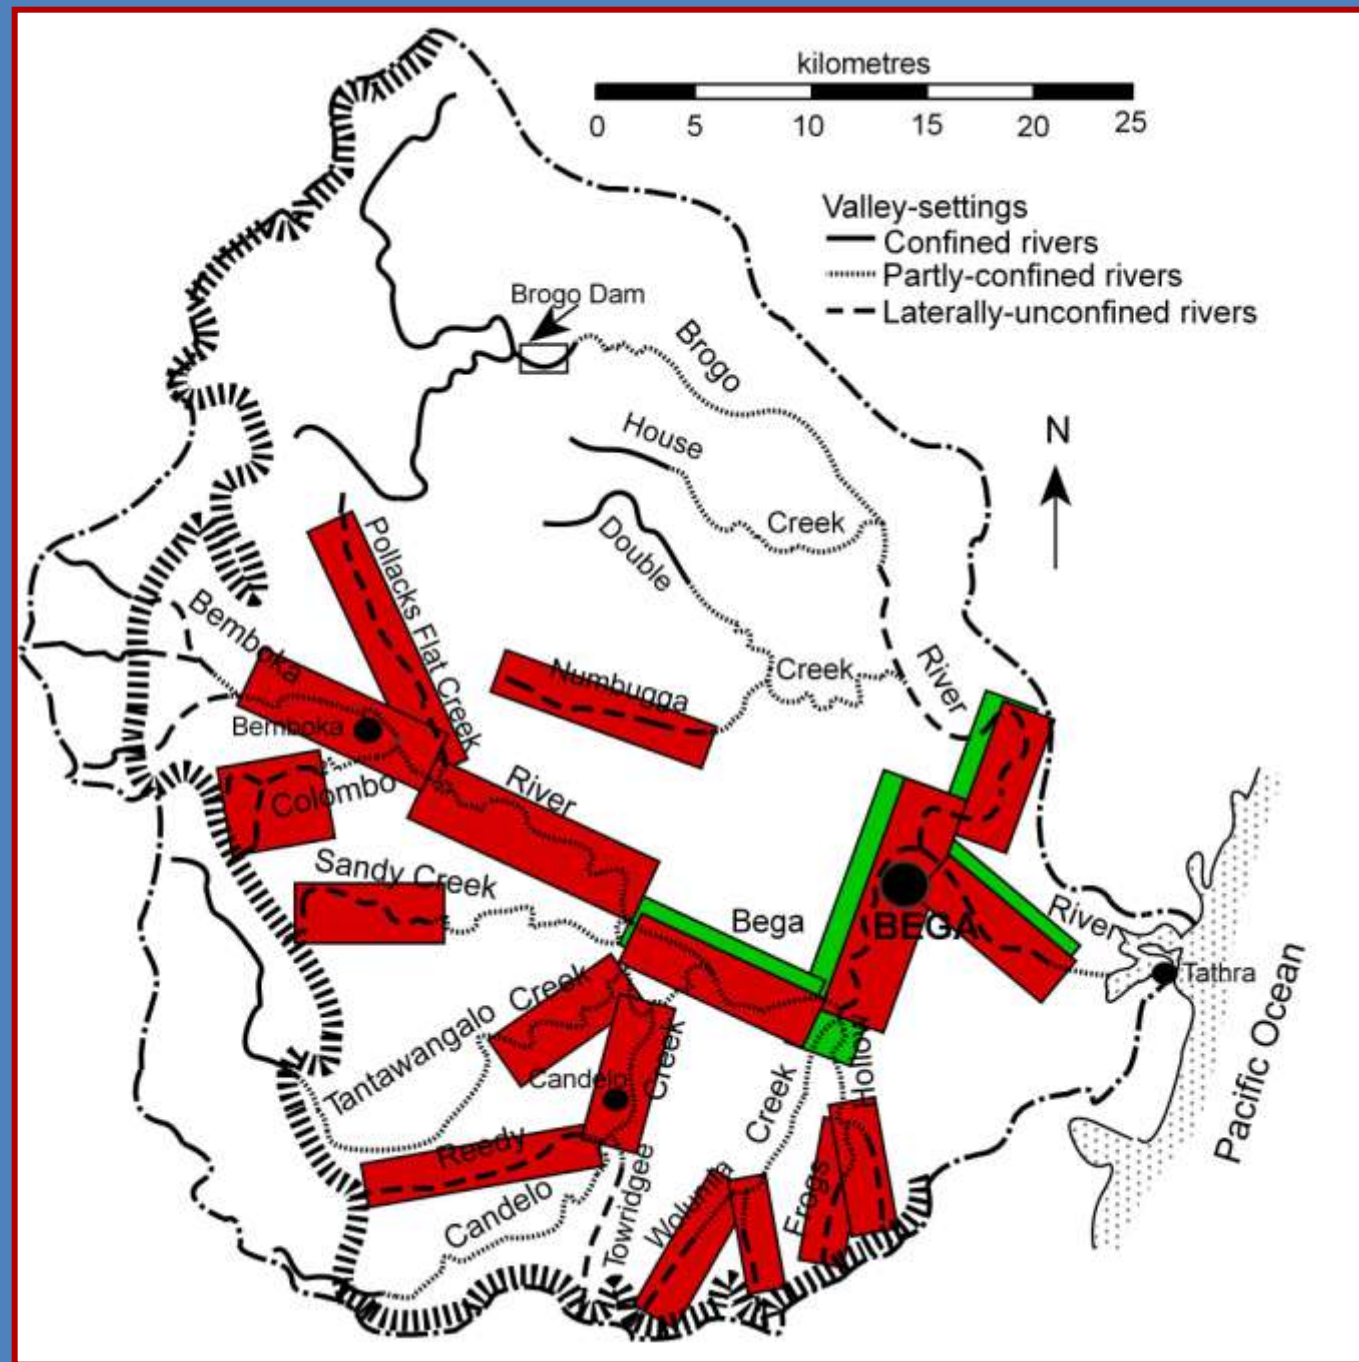 kilometres
0 5 10 15 20 25
Valley-settings
Confined rivers
Partly-confined rivers
Laterally-unconfined rivers
Brogo Dam
Brogo
House
N
Creek
Double
Pollacks Flat Creek
Bemboka
River
Creek
Numbugga
Bemboka
River
Colombo
Sandy Creek
Bega
River
BEGA
Tathra
Pacific Ocean
Tantawangalo Creek
Creek
Hollow
Candelo
Creek
Reedy
Candelo
Towridgee
Wolumla
Frogs